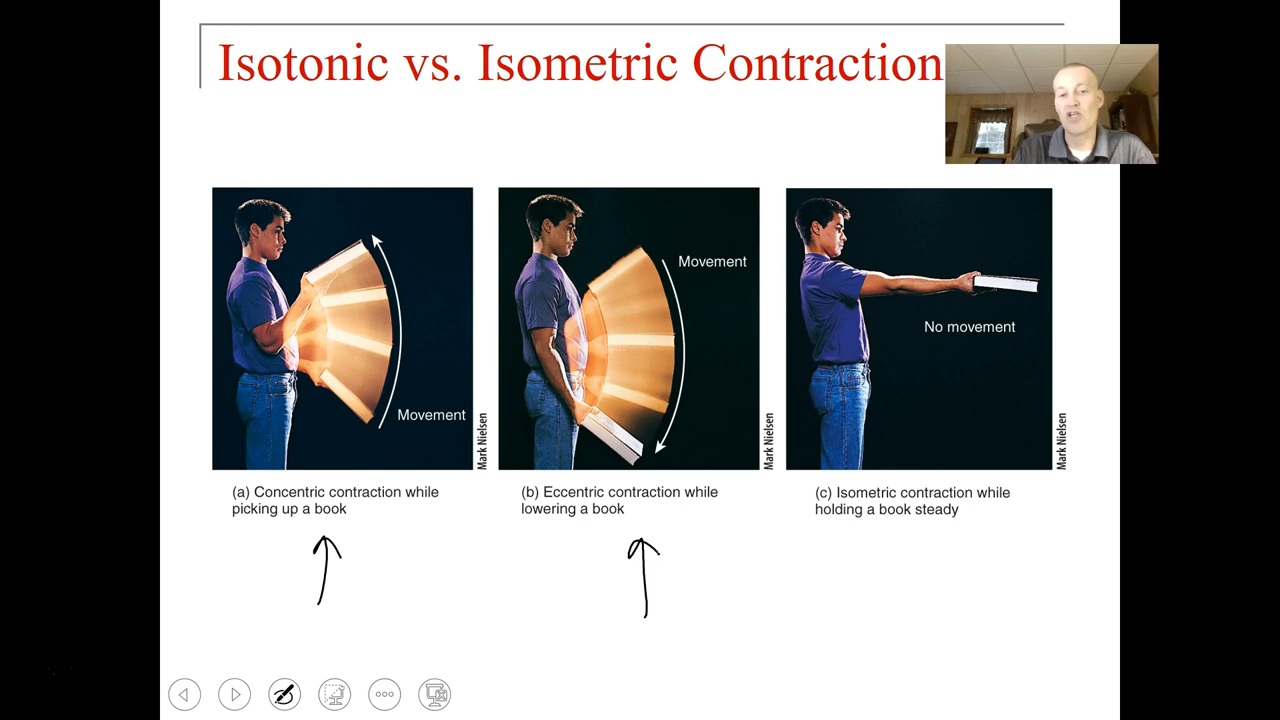 Isotonic vs. Isometric Contraction
Movement
Mark Nielsen
(a) Concentric contraction while
picking up a book
Movement
Mark Nielsen
(b) Eccentric contraction while
lowering a book
No movement
Mark Nielsen
(c) Isometric contraction while
holding a book steady